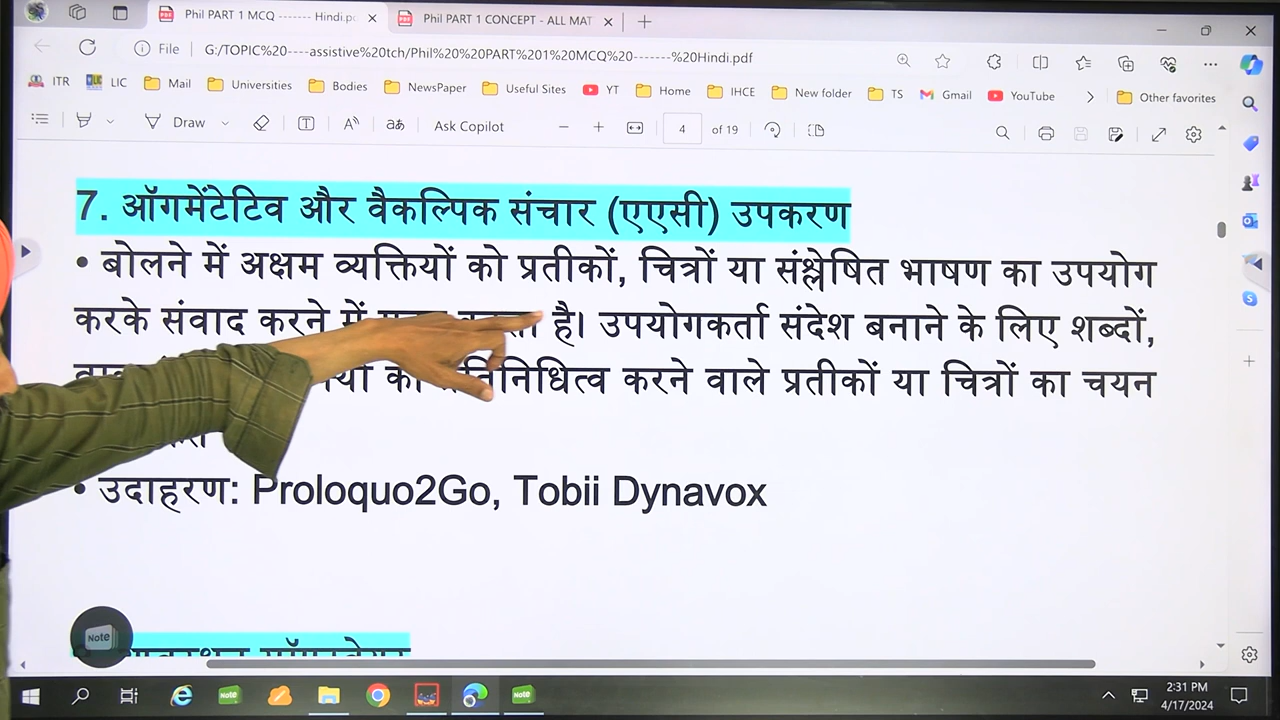 Phil PART 1 MCQ ------- Hindi.pd
Phil PART 1 CONCEPT - ALL MAT
File G:/TOPIC%20----assistive%20tch/Phil%20%20PART%201%20MCQ%20-------%20Hindi.pdf
ITR LIC Mail Universities Bodies NewsPaper Useful Sites YT Home IHCE New folder TS Gmail YouTube Other favorites
Draw Ask Copilot 4 of 19
7. ऑगमेंटेटिव और वैकल्पिक संचार (एएसी) उपकरण
• बोलने में अक्षम व्यक्तियों को प्रतीकों, चित्रों या संश्लेषित भाषण का उपयोग
करके संवाद करने में है। उपयोगकर्ता संदेश बनाने के लिए शब्दों,
करने वाले प्रतीकों या चित्रों का चयन
• उदाहरण: Proloquo2Go, Tobii Dynavox
Note
2:31 PM
4/17/2024